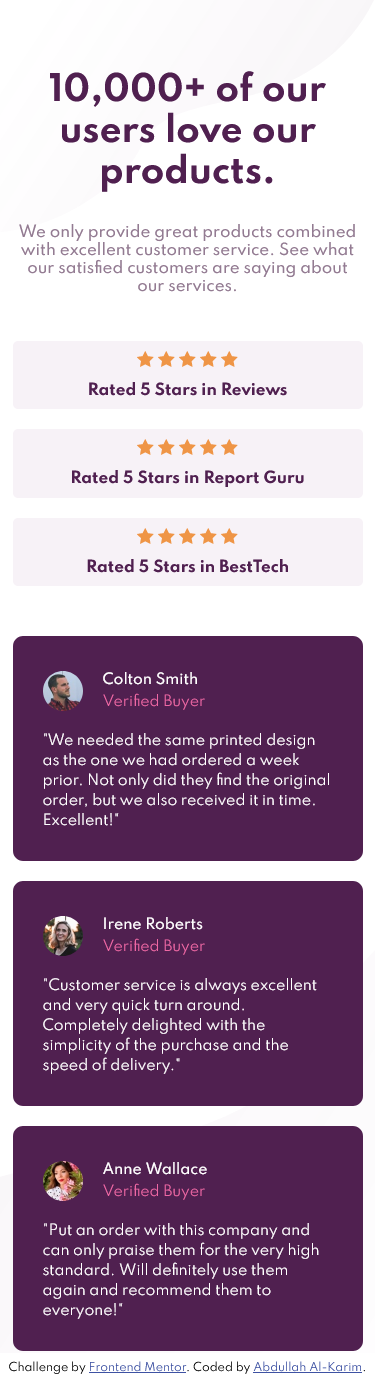 10,000+ of our
users love our
products.
We only provide great products combined
with excellent customer service. See what
our satisfied customers are saying about
our services.
Rated 5 Stars in Reviews
Rated 5 Stars in Report Guru
Rated 5 Stars in BestTech
Colton Smith
Verified Buyer
"We needed the same printed design
as the one we had ordered a week
prior. Not only did they find the original
order, but we also received it in time.
Excellent!"
Irene Roberts
Verified Buyer
"Customer service is always excellent
and very quick turn around.
Completely delighted with the
simplicity of the purchase and the
speed of delivery."
Anne Wallace
Verified Buyer
"Put an order with this company and
can only praise them for the very high
standard. Will definitely use them
again and recommend them to
everyone!"
Challenge by Frontend Mentor. Coded by Abdullah Al-Karim.